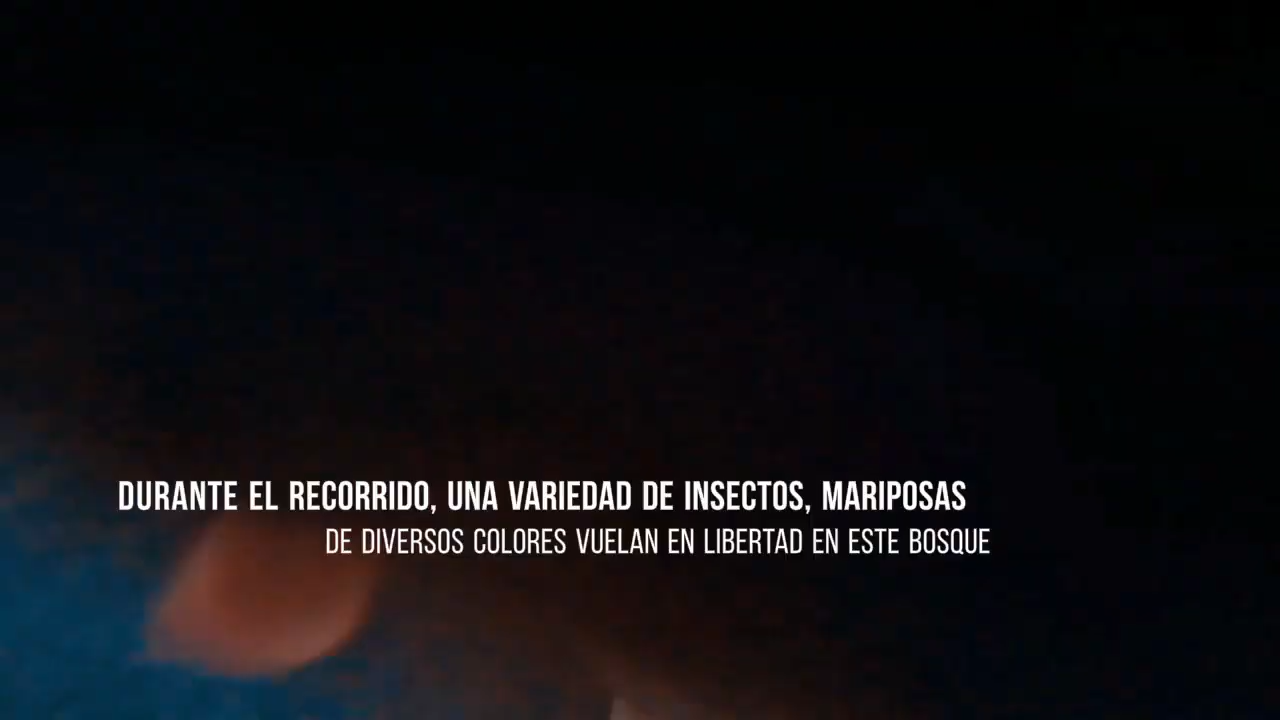 DURANTE EL RECORRIDO, UNA VARIEDAD DE INSECTOS, MARIPOSAS
DE DIVERSOS COLORES VUELAN EN LIBERTAD EN ESTE BOSQUE